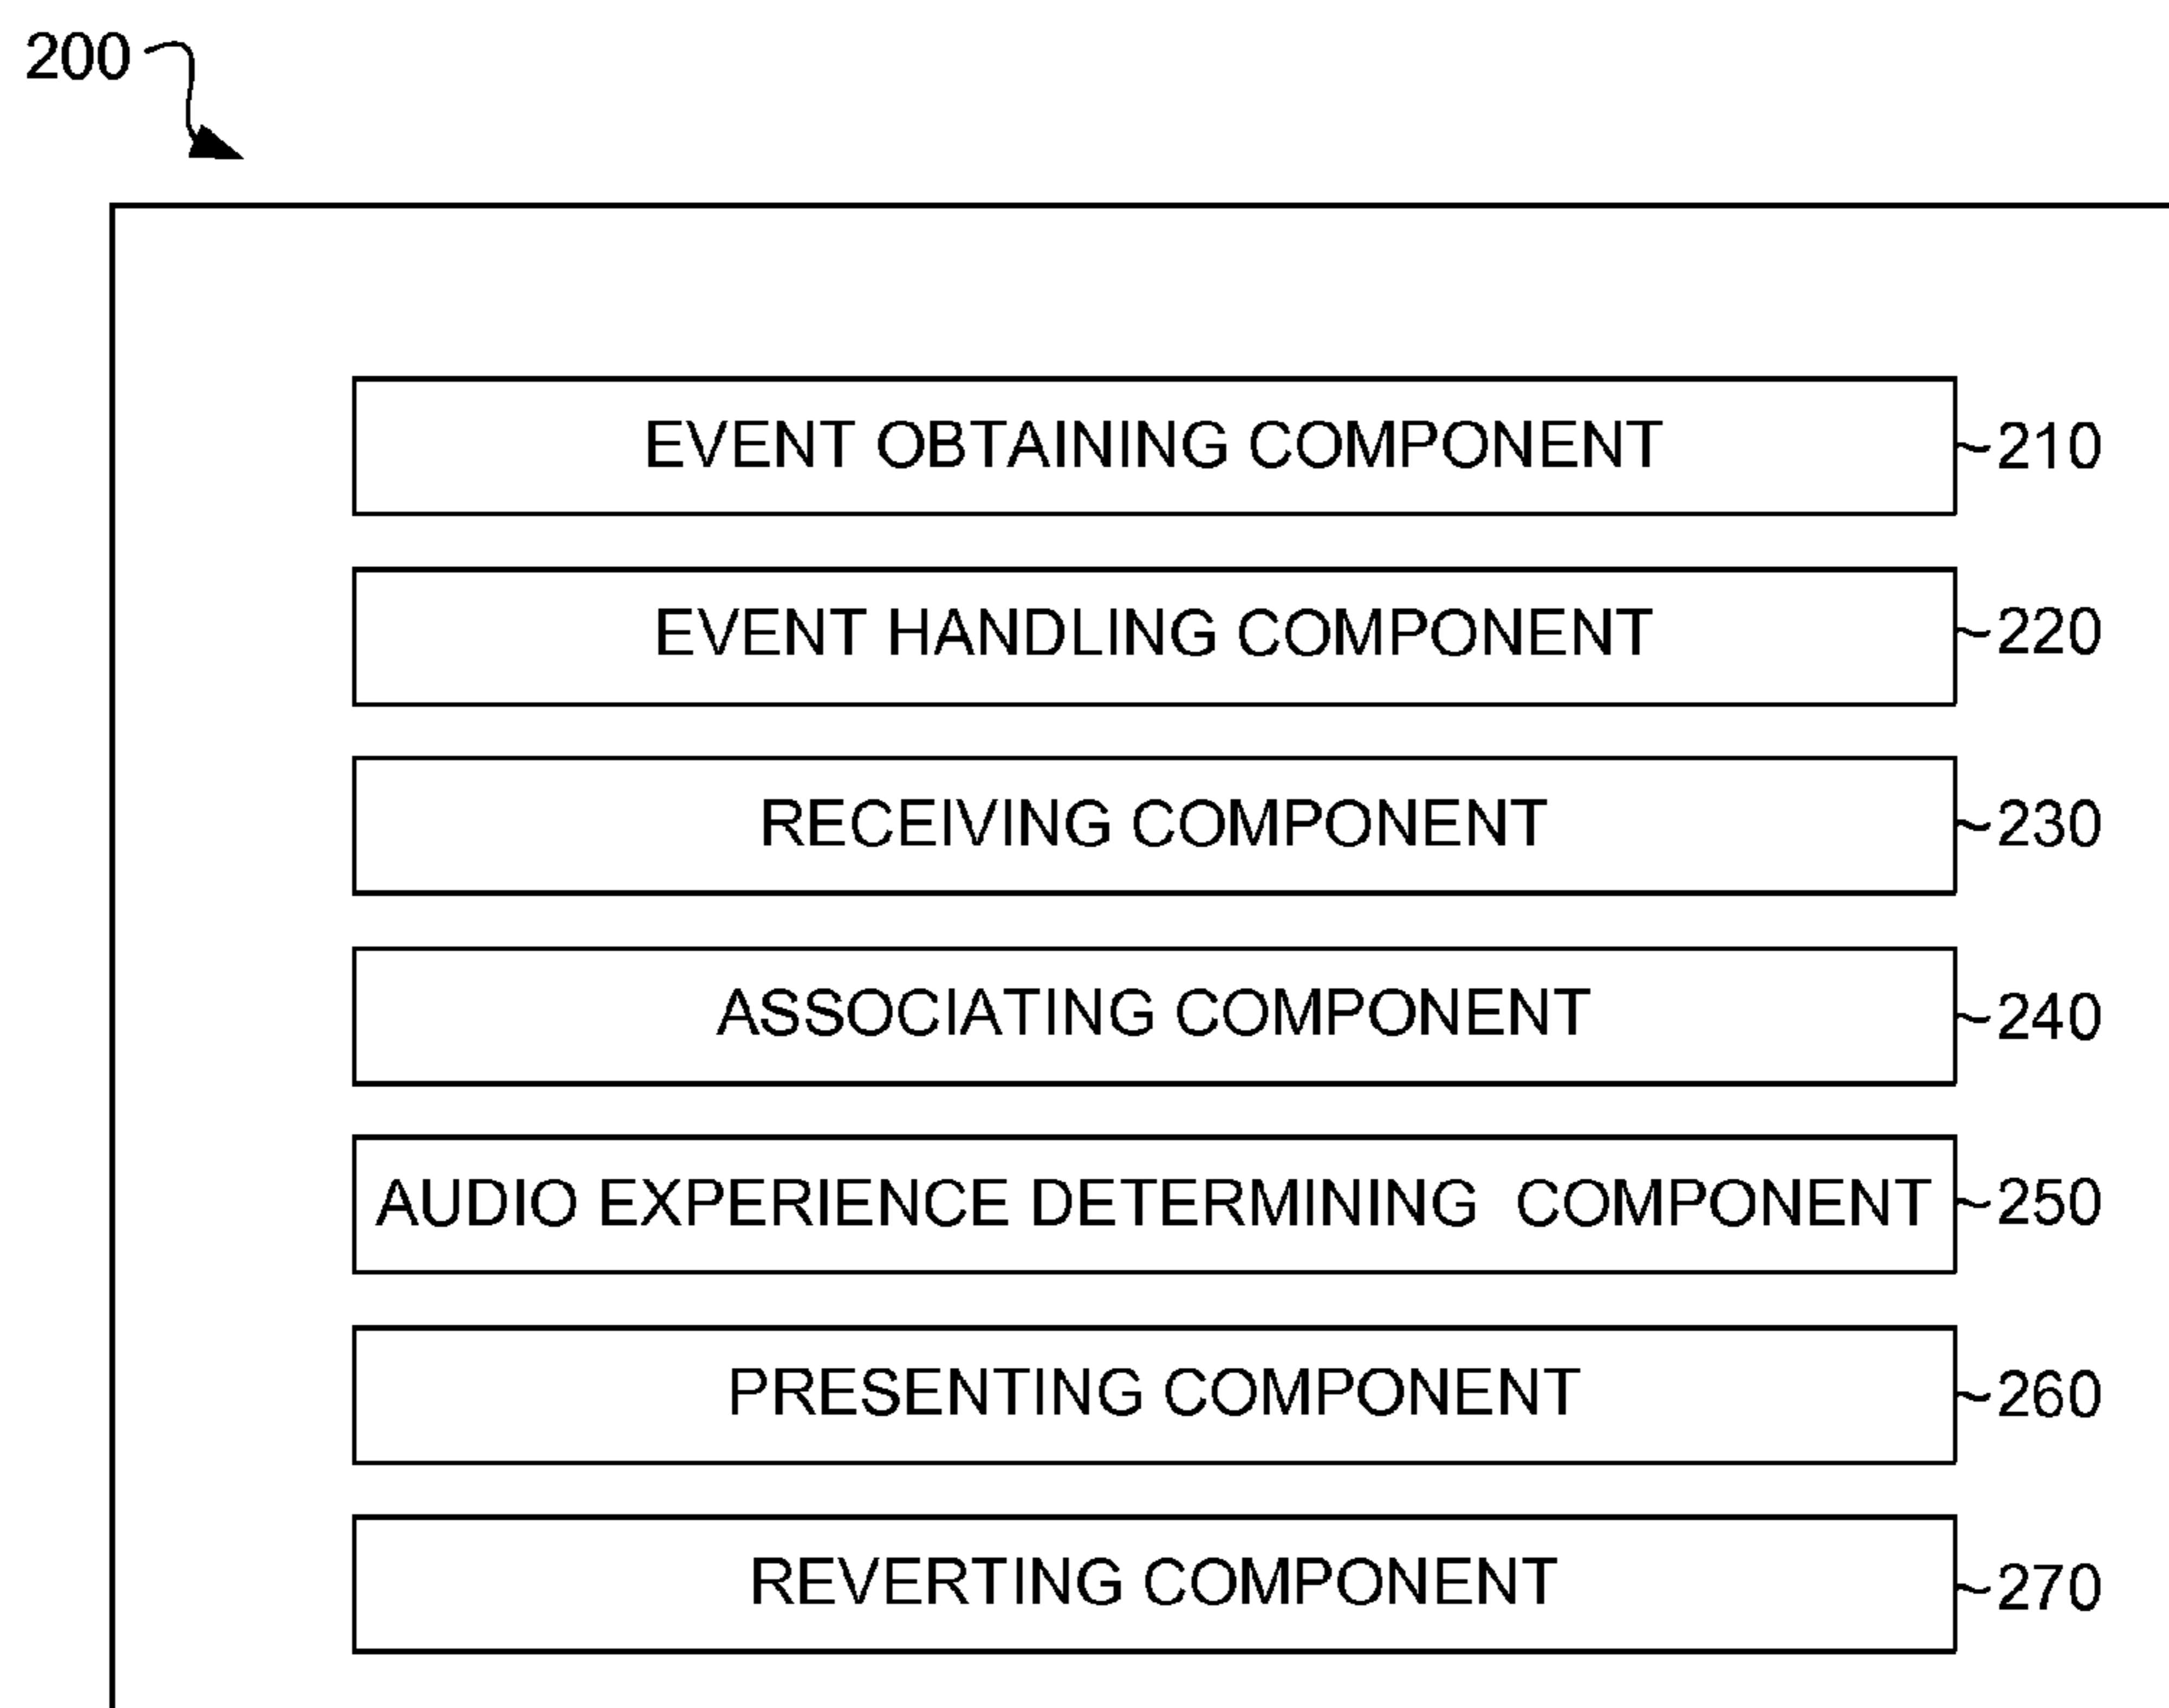 200
EVENT OBTAINING COMPONENT 210
EVENT HANDLING COMPONENT 220
RECEIVING COMPONENT 230
ASSOCIATING COMPONENT 240
AUDIO EXPERIENCE DETERMINING COMPONENT 250
PRESENTING COMPONENT 260
REVERTING COMPONENT 270